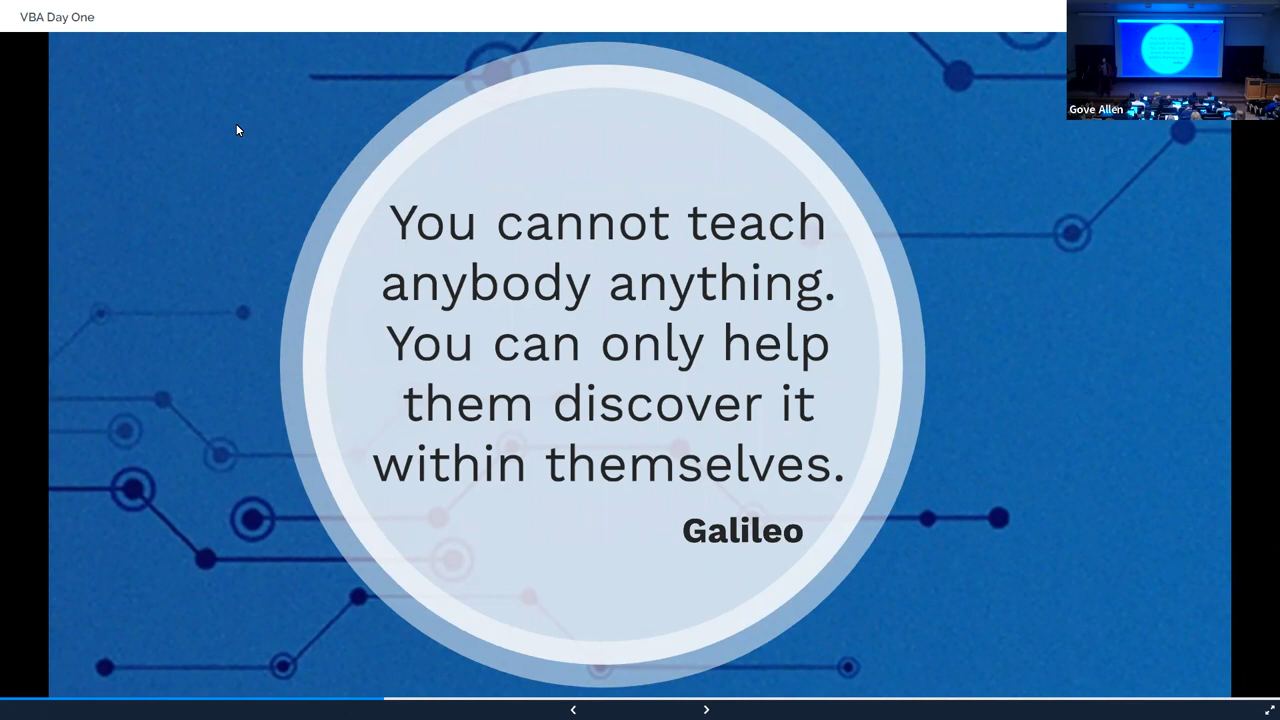 VBA Day One
Gove Allen
You cannot teach
anybody anything.
You can only help
them discover it
within themselves.
Galileo